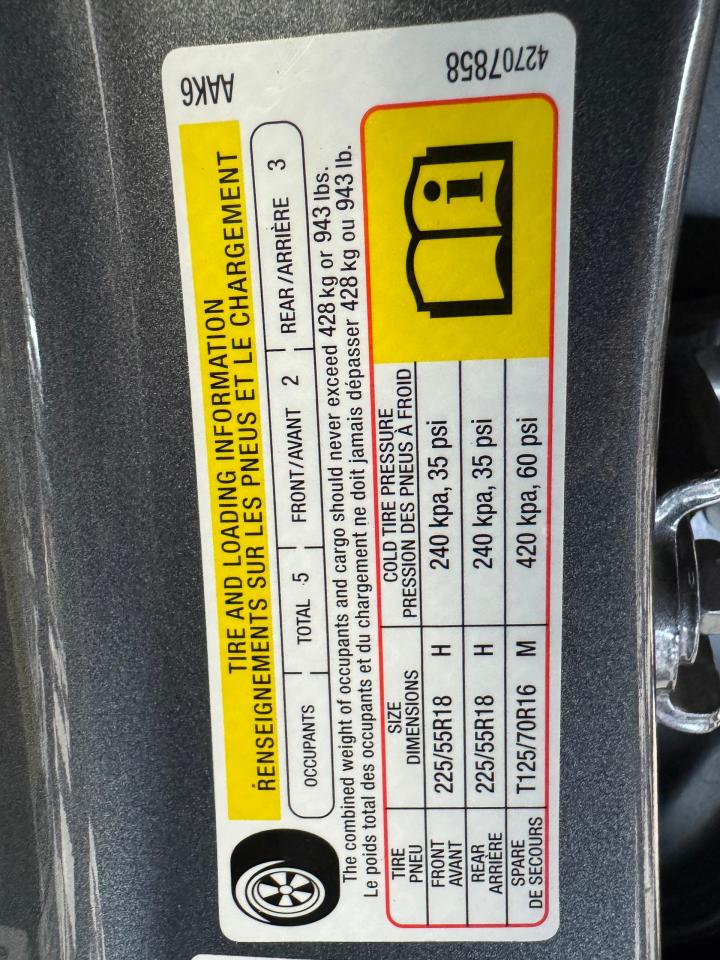 TIRE AND LOADING INFORMATION
RENSEIGNEMENTS SUR LES PNEUS ET LE CHARGEMENT
OCCUPANTS TOTAL 5 FRONT/AVANT 2 REAR/ARRIÈRE 3
The combined weight of occupants and cargo should never exceed 428 kg or 943 lbs.
Le poids total des occupants et du chargement ne doit jamais dépasser 428 kg ou 943 lb.
TIRE SIZE COLD TIRE PRESSURE
PNEU DIMENSIONS PRESSION DES PNEUS À FROID
FRONT
AVANT
225/55R18 H 240 kpa, 35 psi
REAR
ARRIÈRE
225/55R18 H 240 kpa, 35 psi
SPARE
DE SECOURS
T125/70R16 M 420 kpa, 60 psi
i
AAK6
42707858